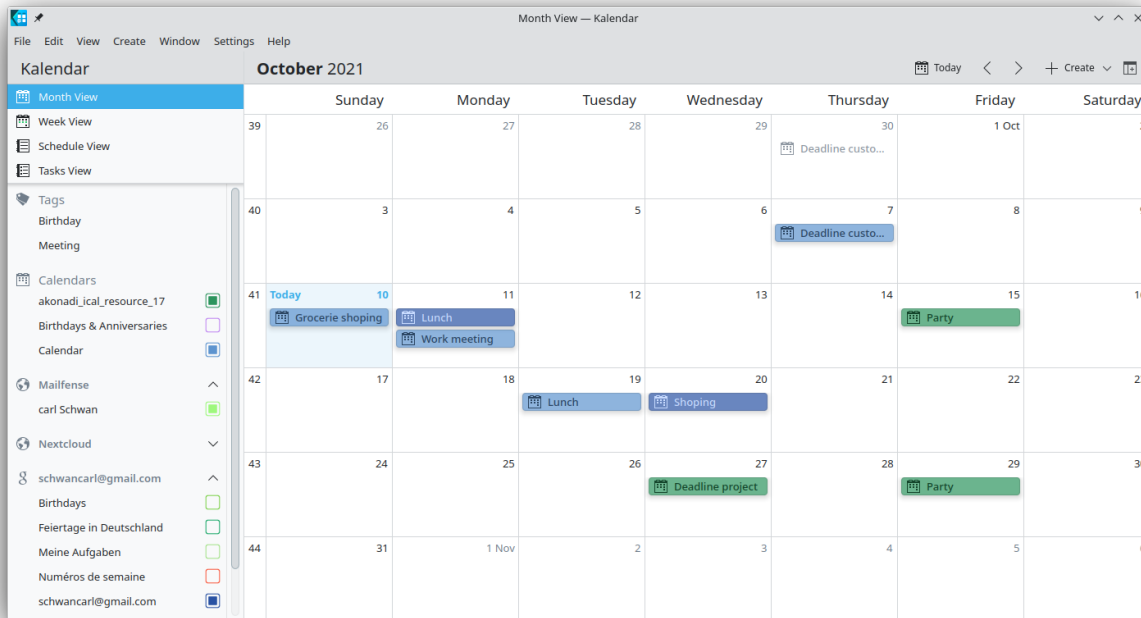 Month View — Kalendar
File Edit View Create Window Settings Help
Kalendar
October 2021
Today
Create
Month View
Week View
Schedule View
Tasks View
Tags
Birthday
Meeting
Calendars
akonadi_ical_resource_17
Birthdays & Anniversaries
Calendar
Mailfense
carl Schwan
Nextcloud
schwancarl@gmail.com
Birthdays
Feiertage in Deutschland
Meine Aufgaben
Numéros de semaine
schwancarl@gmail.com
Sunday Monday Tuesday Wednesday Thursday Friday Saturday
39 26 27 28 29 30 1 Oct
Deadline custo...
40 3 4 5 6 7 8
Deadline custo...
41 Today 10 11 12 13 14 15
Grocerie shoping Lunch Party
Work meeting
42 17 18 19 20 21 22
Lunch Shoping
43 24 25 26 27 28 29
Deadline project Party
44 31 1 Nov 2 3 4 5